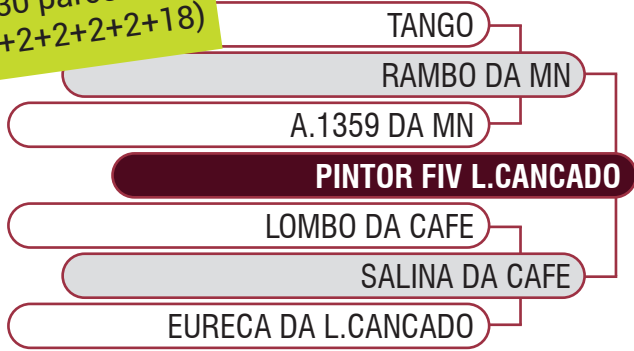 30
+2+2+2+2+18)
TANGO
RAMBO DA MN
A.1359 DA MN
PINTOR FIV L.CANCADO
LOMBO DA CAFE
SALINA DA CAFE
EURECA DA L.CANCADO